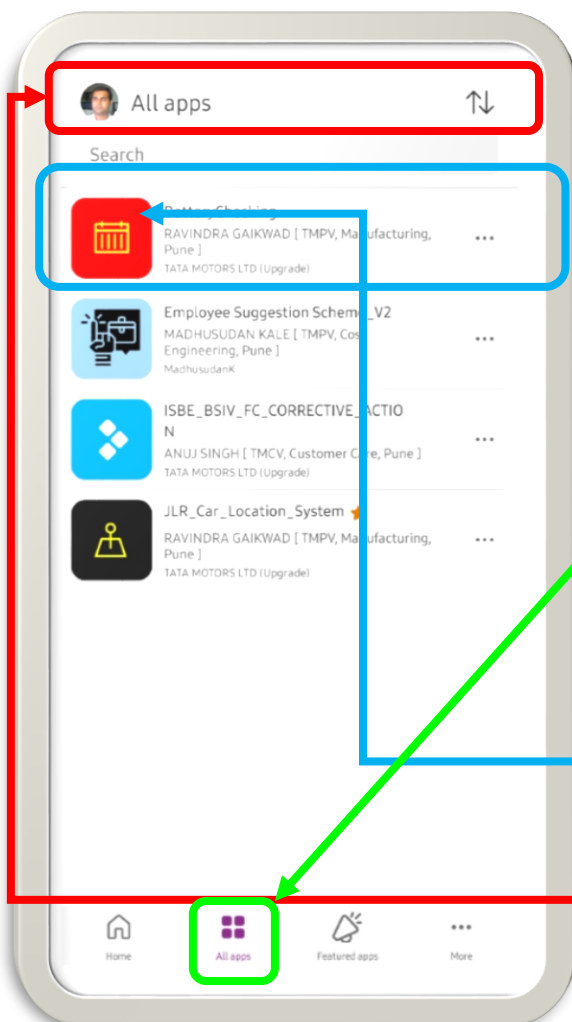 All apps
Search
BatteryChecking
RAVINDRA GAIKWAD [ TMPV, Manufacturing,
Pune ]
TATA MOTORS LTD (Upgrade)
Employee Suggestion Scheme_V2
MADHUSUDAN KALE [ TMPV, Cos
Engineering, Pune ]
MadhusudanK
ISBE_BSIV_FC_CORRECTIVE_ACTIO
N
ANUJ SINGH [ TMCV, Customer Care, Pune ]
TATA MOTORS LTD (Upgrade)
JLR_Car_Location_System
RAVINDRA GAIKWAD [ TMPV, Manufacturing,
Pune ]
TATA MOTORS LTD (Upgrade)
Home
All apps
Featured apps
More